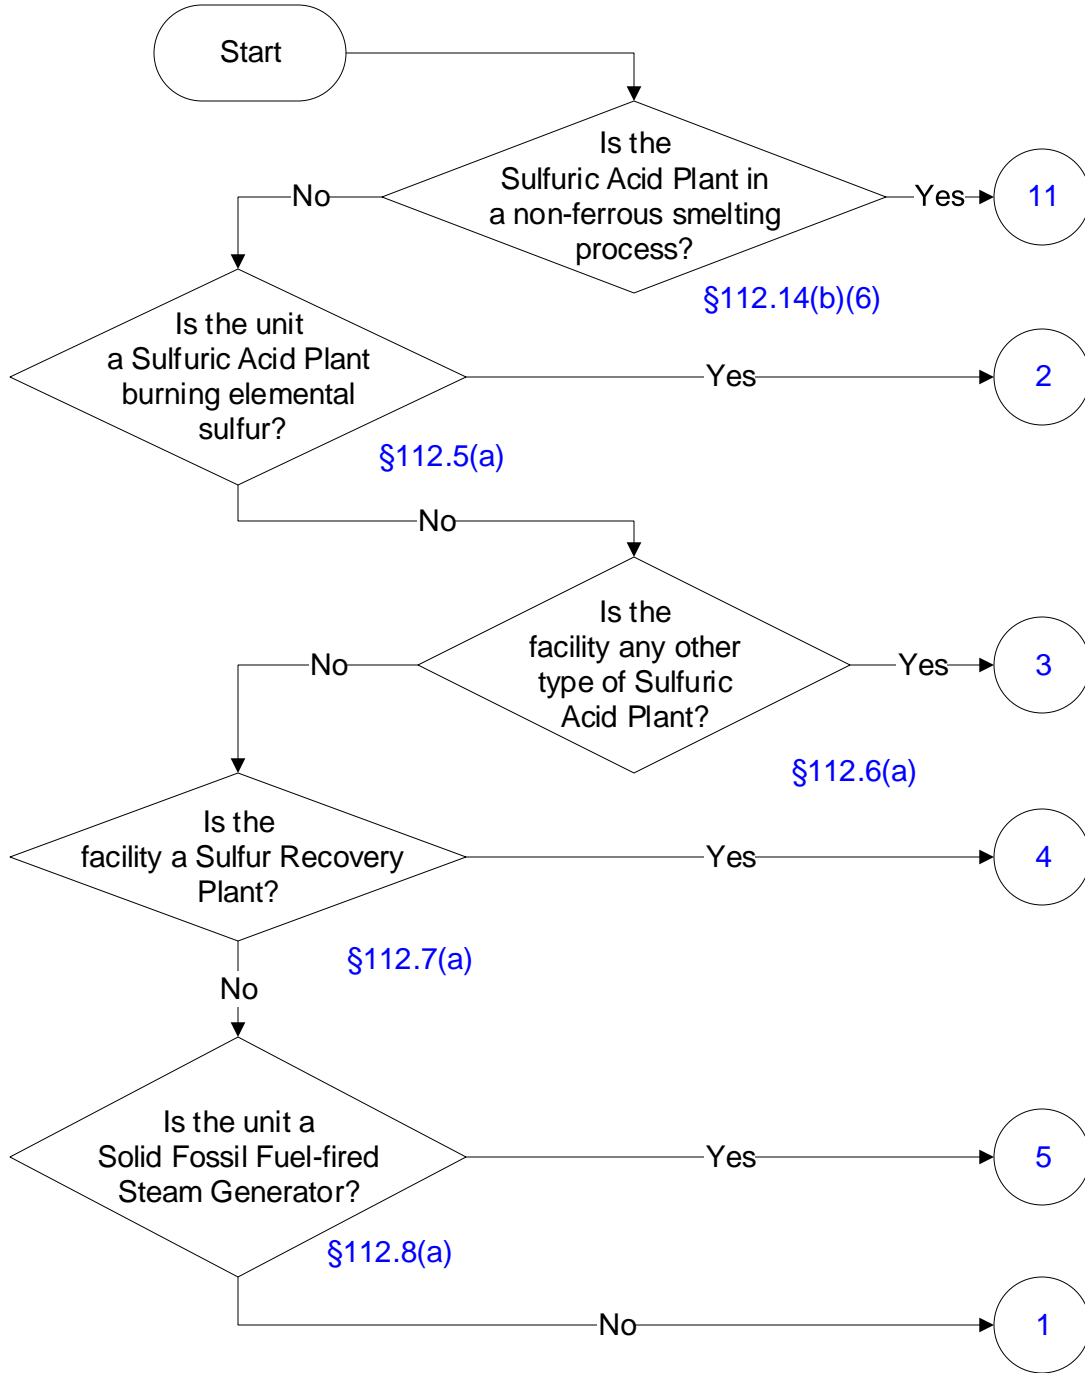 Start
Is the
Sulfuric Acid Plant in
a non-ferrous smelting
process?
No
Yes
11
§112.14(b)(6)
Is the unit
a Sulfuric Acid Plant
burning elemental
sulfur?
Yes
2
§112.5(a)
No
Is the
facility any other
type of Sulfuric
Acid Plant?
No
Yes
3
§112.6(a)
Is the
facility a Sulfur Recovery
Plant?
Yes
4
§112.7(a)
No
Is the unit a
Solid Fossil Fuel-fired
Steam Generator?
Yes
5
§112.8(a)
No
1